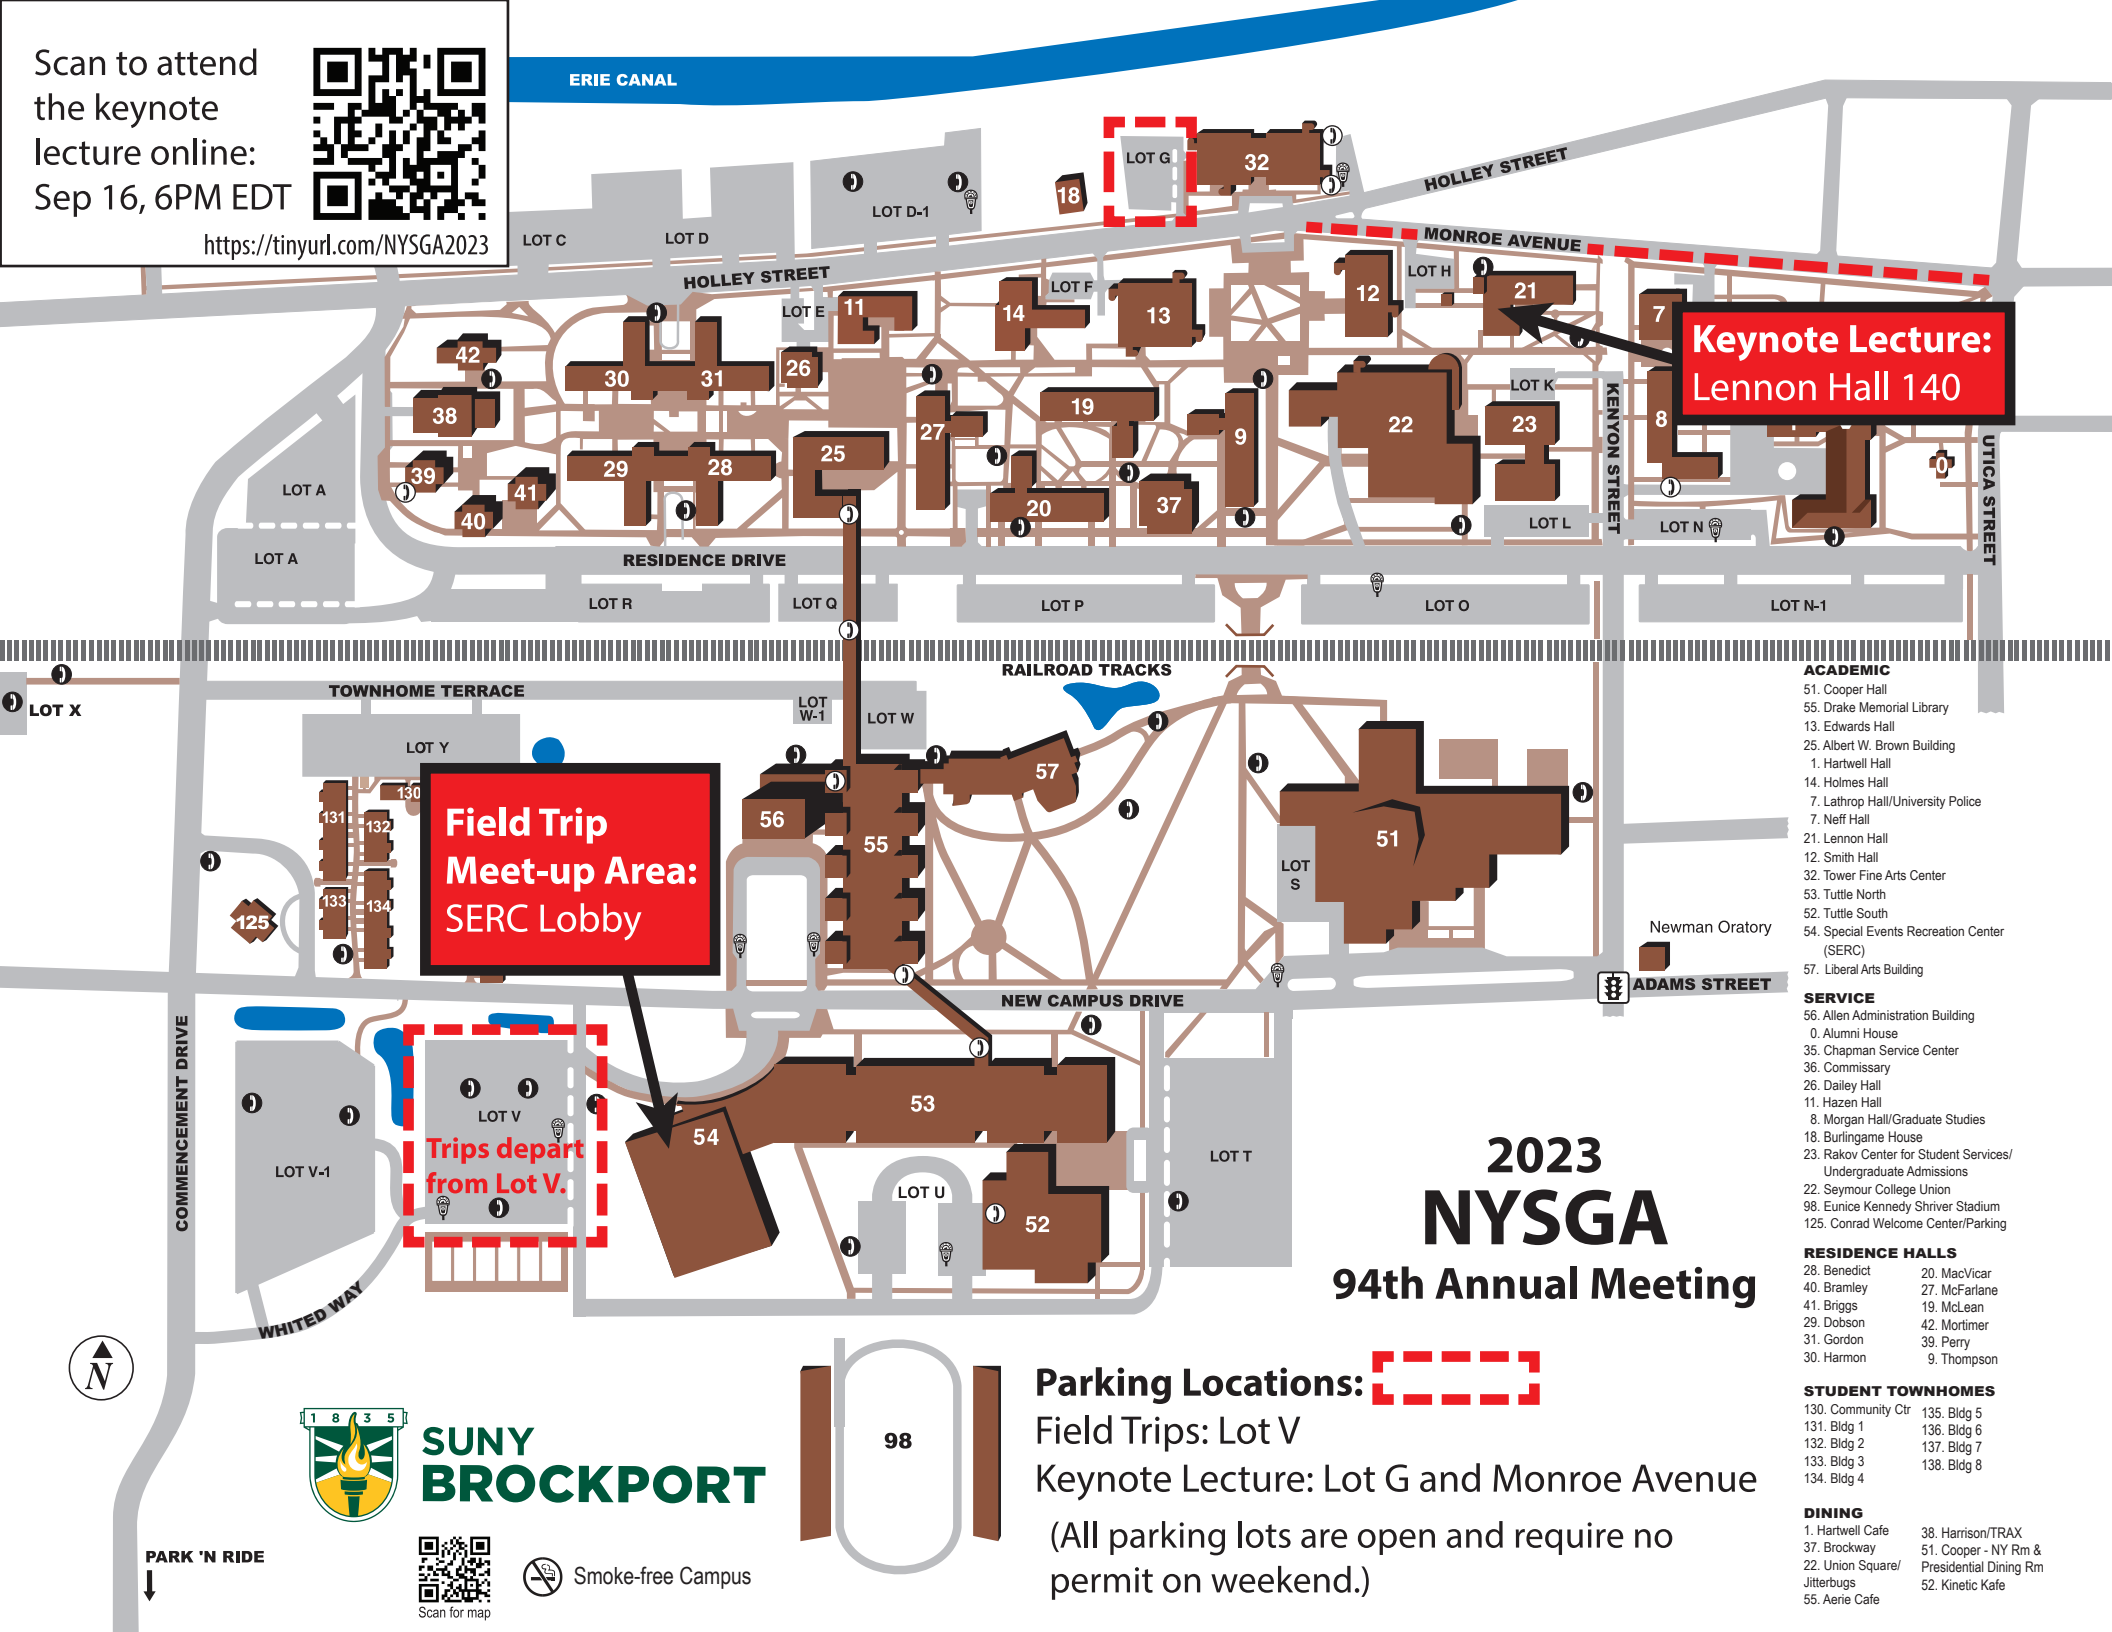 Scan to attend
the keynote
lecture online:
Sep 16, 6PM EDT
https://tinyurl.com/NYSGA2023
ERIE CANAL
LOT G
32
18
HOLLEY STREET
LOT D-1
LOT C
LOT D
MONROE AVENUE
HOLLEY STREET
LOT E
11
14
LOT F
13
12
LOT H
21
7
Keynote Lecture:
Lennon Hall 140
42
30
31
26
38
27
19
9
22
LOT K
23
KENYON STREET
8
UTICA STREET
0
39
41
40
29
28
25
20
37
LOT A
LOT A
LOT L
LOT N
RESIDENCE DRIVE
LOT R
LOT Q
LOT P
LOT O
LOT N-1
RAILROAD TRACKS
LOT X
TOWNHOME TERRACE
LOT
W-1
LOT W
LOT Y
57
130
131
132
133
134
125
Field Trip
Meet-up Area:
SERC Lobby
56
55
51
LOT
S
Newman Oratory
ADAMS STREET
NEW CAMPUS DRIVE
COMMENCEMENT DRIVE
LOT V-1
LOT V
Trips depart
from Lot V.
54
53
LOT U
52
LOT T
WHITED WAY
N
2023
NYSGA
94th Annual Meeting
98
Parking Locations:
Field Trips: Lot V
Keynote Lecture: Lot G and Monroe Avenue
(All parking lots are open and require no
permit on weekend.)
1835
SUNY
BROCKPORT
Scan for map
Smoke-free Campus
PARK 'N RIDE
ACADEMIC
51. Cooper Hall
55. Drake Memorial Library
13. Edwards Hall
25. Albert W. Brown Building
1. Hartwell Hall
14. Holmes Hall
7. Lathrop Hall/University Police
7. Neff Hall
21. Lennon Hall
12. Smith Hall
32. Tower Fine Arts Center
53. Tuttle North
52. Tuttle South
54. Special Events Recreation Center
(SERC)
57. Liberal Arts Building
SERVICE
56. Allen Administration Building
0. Alumni House
35. Chapman Service Center
36. Commissary
26. Dailey Hall
11. Hazen Hall
8. Morgan Hall/Graduate Studies
18. Burlingame House
23. Rakov Center for Student Services/
Undergraduate Admissions
22. Seymour College Union
98. Eunice Kennedy Shriver Stadium
125. Conrad Welcome Center/Parking
RESIDENCE HALLS
28. Benedict
40. Bramley
41. Briggs
29. Dobson
31. Gordon
30. Harmon
20. MacVicar
27. McFarlane
19. McLean
42. Mortimer
39. Perry
9. Thompson
STUDENT TOWNHOMES
130. Community Ctr
131. Bldg 1
132. Bldg 2
133. Bldg 3
134. Bldg 4
135. Bldg 5
136. Bldg 6
137. Bldg 7
138. Bldg 8
DINING
1. Hartwell Cafe
37. Brockway
22. Union Square/
Jitterbugs
55. Aerie Cafe
38. Harrison/TRAX
51. Cooper - NY Rm &
Presidential Dining Rm
52. Kinetic Kafe